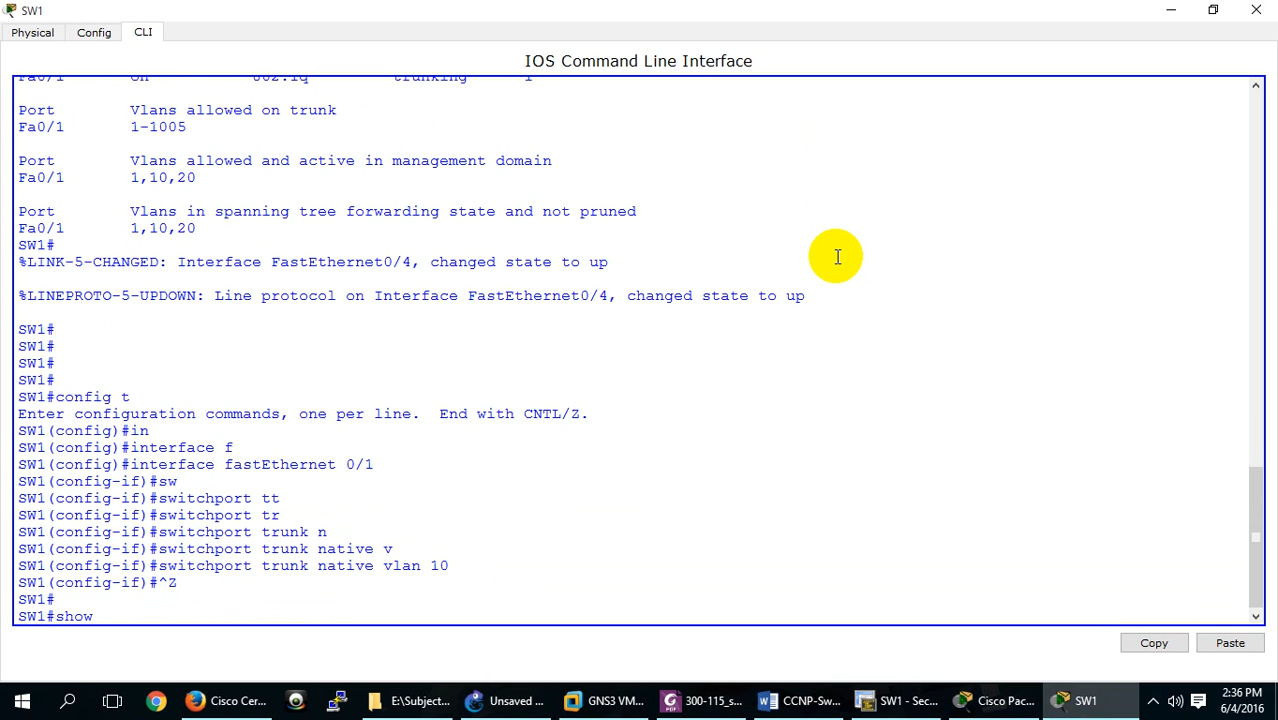 SW1
Physical Config CLI
IOS Command Line Interface
Fa0/1 on 802.1q trunking 1
Port Vlans allowed on trunk
Fa0/1 1-1005
Port Vlans allowed and active in management domain
Fa0/1 1,10,20
Port Vlans in spanning tree forwarding state and not pruned
Fa0/1 1,10,20
SW1#
%LINK-5-CHANGED: Interface FastEthernet0/4, changed state to up
%LINEPROTO-5-UPDOWN: Line protocol on Interface FastEthernet0/4, changed state to up
SW1#
SW1#
SW1#
SW1#
SW1#config t
Enter configuration commands, one per line. End with CNTL/Z.
SW1(config)#in
SW1(config)#interface f
SW1(config)#interface fastEthernet 0/1
SW1(config-if)#sw
SW1(config-if)#switchport tt
SW1(config-if)#switchport tr
SW1(config-if)#switchport trunk n
SW1(config-if)#switchport trunk native v
SW1(config-if)#switchport trunk native vlan 10
SW1(config-if)#^Z
SW1#
SW1#show
Copy Paste
Cisco Cer... E:\Subject... Unsaved ... GNS3 VM... 300-115_s... CCNP-Sw... SW1 - Sec... Cisco Pac... SW1 2:36 PM
6/4/2016